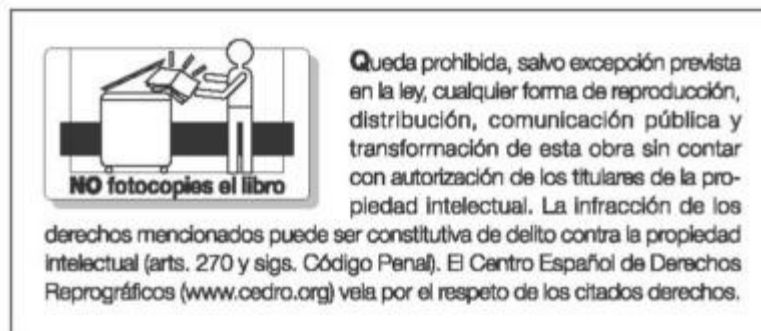 Queda prohibida, salvo excepción prevista
en la ley, cualquier forma de reproducción,
distribución, comunicación pública y
transformación de esta obra sin contar
con autorización de los titulares de la pro-
piedad intelectual. La infracción de los
NO fotocopies el libro
derechos mencionados puede ser constitutiva de delito contra la propiedad
intelectual (arts. 270 y sigs. Código Penal). El Centro Español de Derechos
Reprográficos (www.cedro.org) vela por el respeto de los citados derechos.